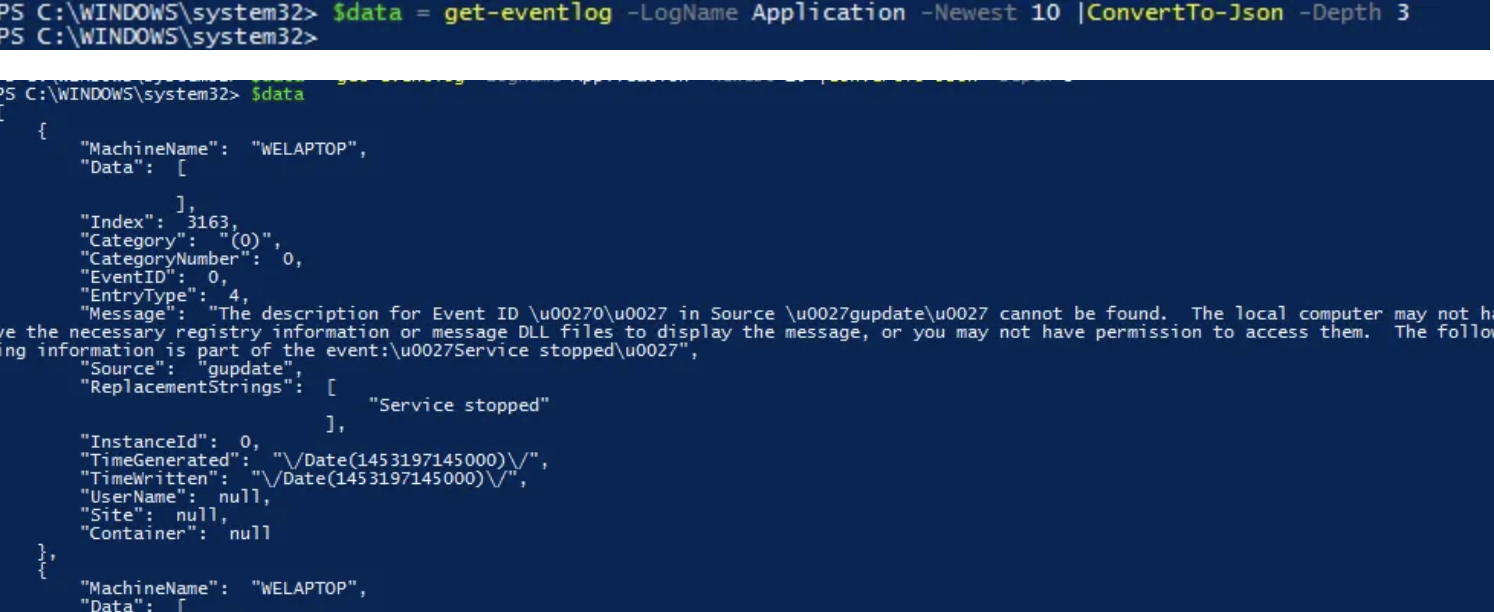 PS C:\WINDOWS\system32> $data = get-eventlog -LogName Application -Newest 10 |ConvertTo-Json -Depth 3
PS C:\WINDOWS\system32>
PS C:\WINDOWS\system32> $data
[
{
"MachineName":  "WELAPTOP",
"Data":  [
],
"Index":  3163,
"Category":  "(0)",
"CategoryNumber":  0,
"EventID":  0,
"EntryType":  4,
"Message":  "The description for Event ID \u00270\u0027 in Source \u0027gupdate\u0027 cannot be found.  The local computer may not ha
ve the necessary registry information or message DLL files to display the message, or you may not have permission to access them.  The follow
ing information is part of the event:\u0027Service stopped\u0027",
"Source":  "gupdate",
"ReplacementStrings":  [
"Service stopped"
],
"InstanceId":  0,
"TimeGenerated":  "\/Date(1453197145000)\/",
"TimeWritten":  "\/Date(1453197145000)\/",
"UserName":  null,
"Site":  null,
"Container":  null
},
{
"MachineName":  "WELAPTOP",
"Data":  [